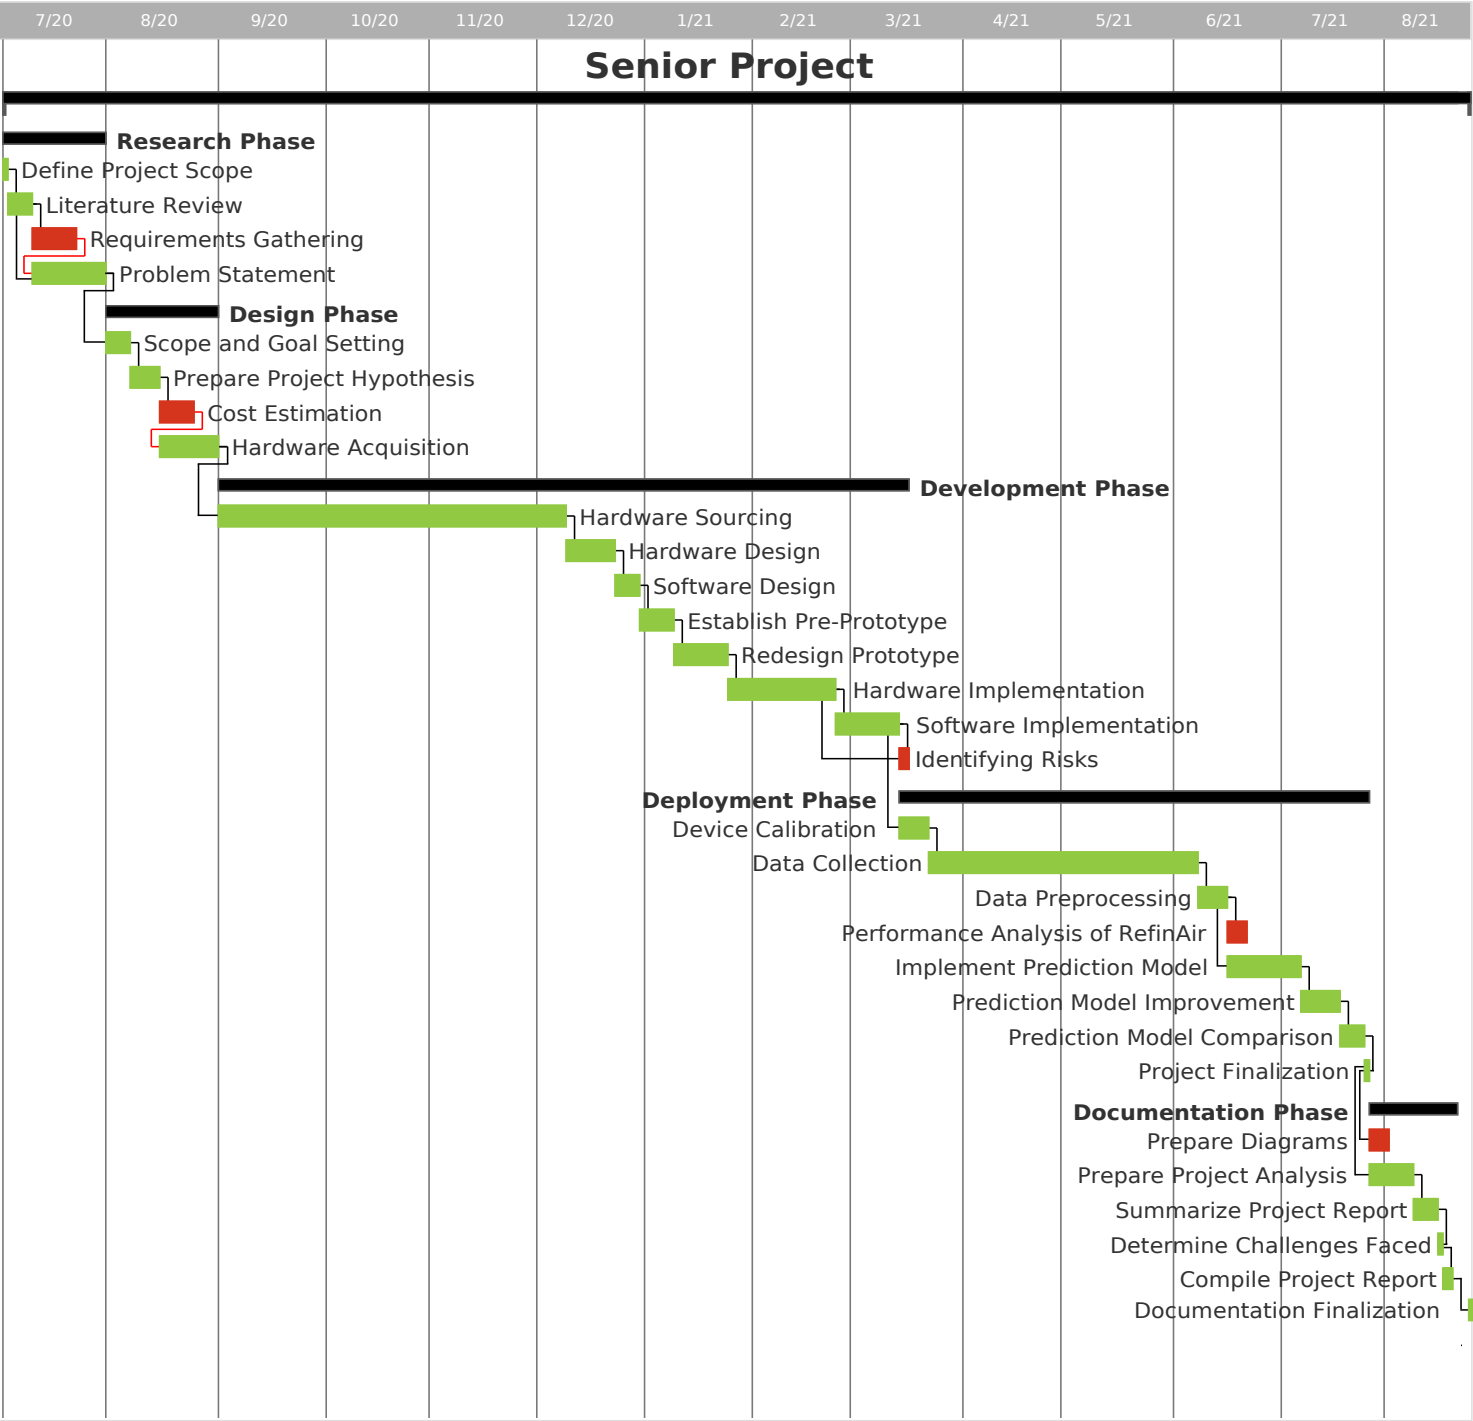 7/20 8/20 9/20 10/20 11/20 12/20 1/21 2/21 3/21 4/21 5/21 6/21 7/21 8/21
Senior Project
Research Phase
Define Project Scope
Literature Review
Requirements Gathering
Problem Statement
Design Phase
Scope and Goal Setting
Prepare Project Hypothesis
Cost Estimation
Hardware Acquisition
Development Phase
Hardware Sourcing
Hardware Design
Software Design
Establish Pre-Prototype
Redesign Prototype
Hardware Implementation
Software Implementation
Identifying Risks
Deployment Phase
Device Calibration
Data Collection
Data Preprocessing
Performance Analysis of RefinAir
Implement Prediction Model
Prediction Model Improvement
Prediction Model Comparison
Project Finalization
Documentation Phase
Prepare Diagrams
Prepare Project Analysis
Summarize Project Report
Determine Challenges Faced
Compile Project Report
Documentation Finalization